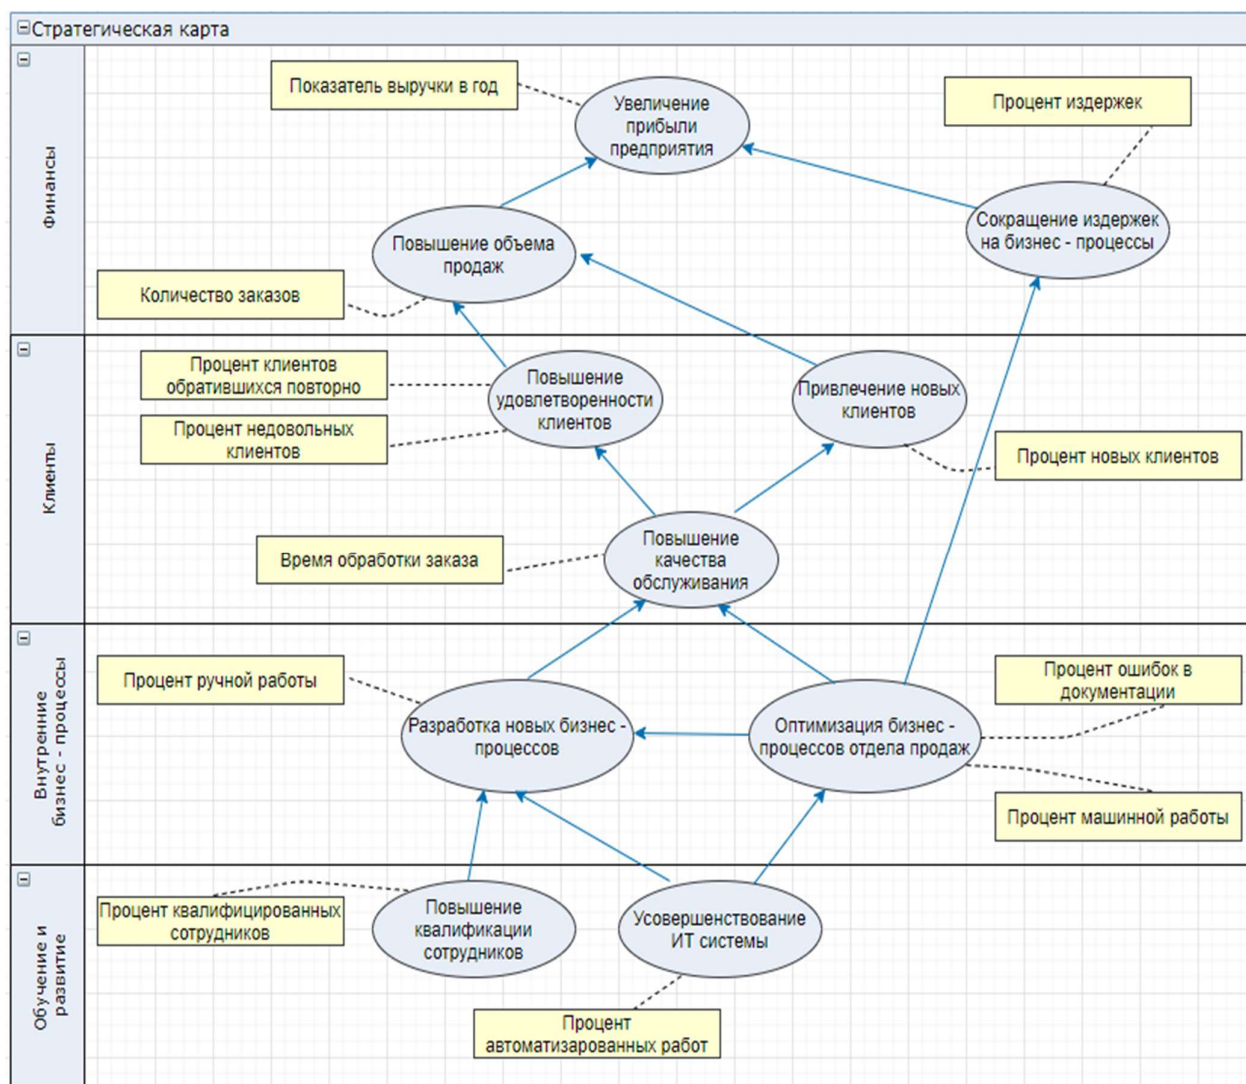 Стратегическая карта
Финансы
Показатель выручки в год
Увеличение
прибыли
предприятия
Процент издержек
Сокращение издержек
на бизнес - процессы
Повышение объема
продаж
Количество заказов
Клиенты
Процент клиентов
обратившихся повторно
Повышение
удовлетворенности
клиентов
Привлечение новых
клиентов
Процент недовольных
клиентов
Процент новых клиентов
Повышение
качества
обслуживания
Время обработки заказа
Внутренние
бизнес - процессы
Процент ручной работы
Процент ошибок в
документации
Разработка новых бизнес -
процессов
Оптимизация бизнес -
процессов отдела продаж
Процент машинной работы
Обучение и
развитие
Процент квалифицированных
сотрудников
Повышение
квалификации
сотрудников
Усовершенствование
ИТ системы
Процент
автоматизарованных работ